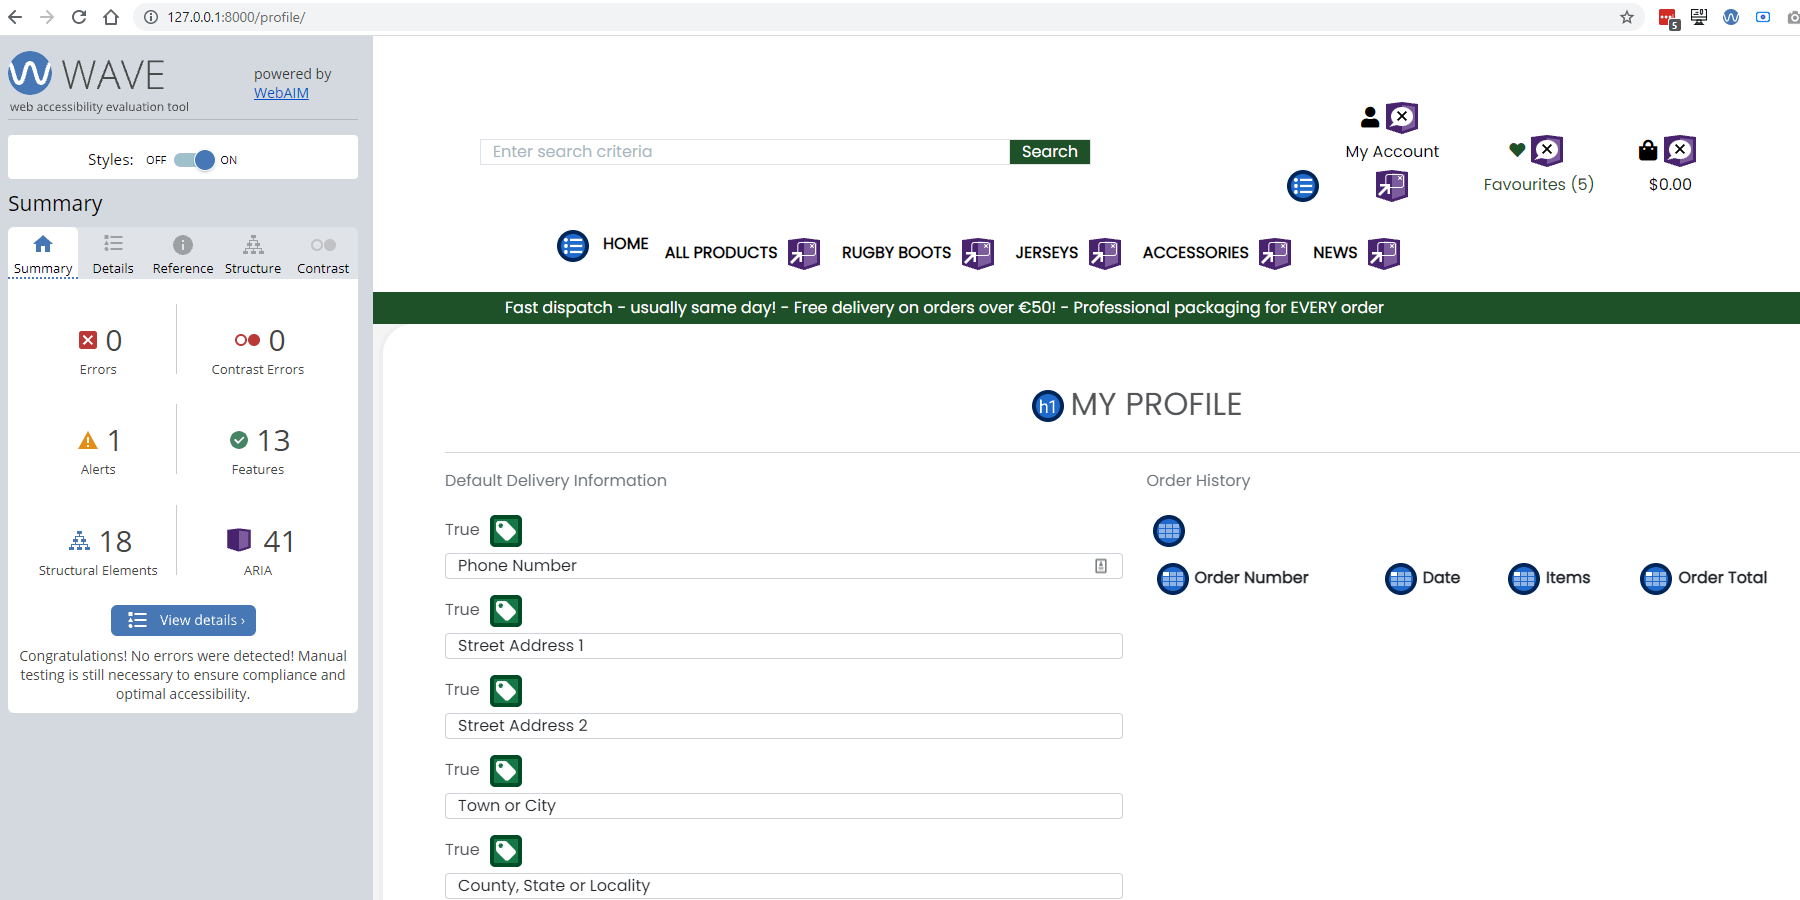 127.0.0.1:8000/profile/
5
WAVE
web accessibility evaluation tool
powered by
WebAIM
Styles: OFF ON
Summary
Summary Details Reference Structure Contrast
0 Errors
0 Contrast Errors
1 Alerts
13 Features
18 Structural Elements
41 ARIA
View details ›
Congratulations! No errors were detected! Manual
testing is still necessary to ensure compliance and
optimal accessibility.
Enter search criteria
Search
My Account
Favourites (5)
$0.00
HOME ALL PRODUCTS RUGBY BOOTS JERSEYS ACCESSORIES NEWS
Fast dispatch - usually same day! - Free delivery on orders over €50! - Professional packaging for EVERY order
h1 MY PROFILE
Default Delivery Information
True
Phone Number
True
Street Address 1
True
Street Address 2
True
Town or City
True
County, State or Locality
Order History
Order Number Date Items Order Total